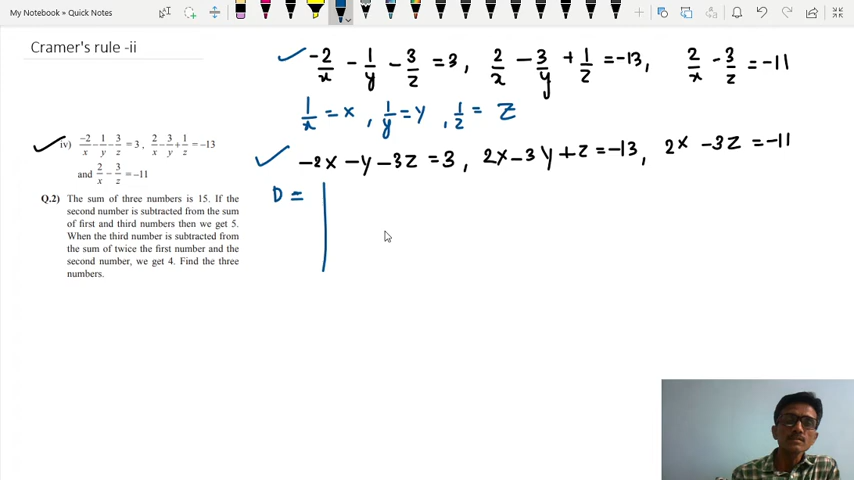 My Notebook » Quick Notes
Cramer's rule -ii
-2/x - 1/y - 3/z = 3, 2/x - 3/y + 1/z = -13, 2/x - 3/z = -11
1/x = x, 1/y = y, 1/z = z
-2x - y - 3z = 3, 2x - 3y + z = -13, 2x - 3z = -11
D =
iv) -2/x - 1/y - 3/z = 3, 2/x - 3/y + 1/z = -13
and 2/x - 3/z = -11
Q.2) The sum of three numbers is 15. If the
second number is subtracted from the sum
of first and third numbers then we get 5.
When the third number is subtracted from
the sum of twice the first number and the
second number, we get 4. Find the three
numbers.